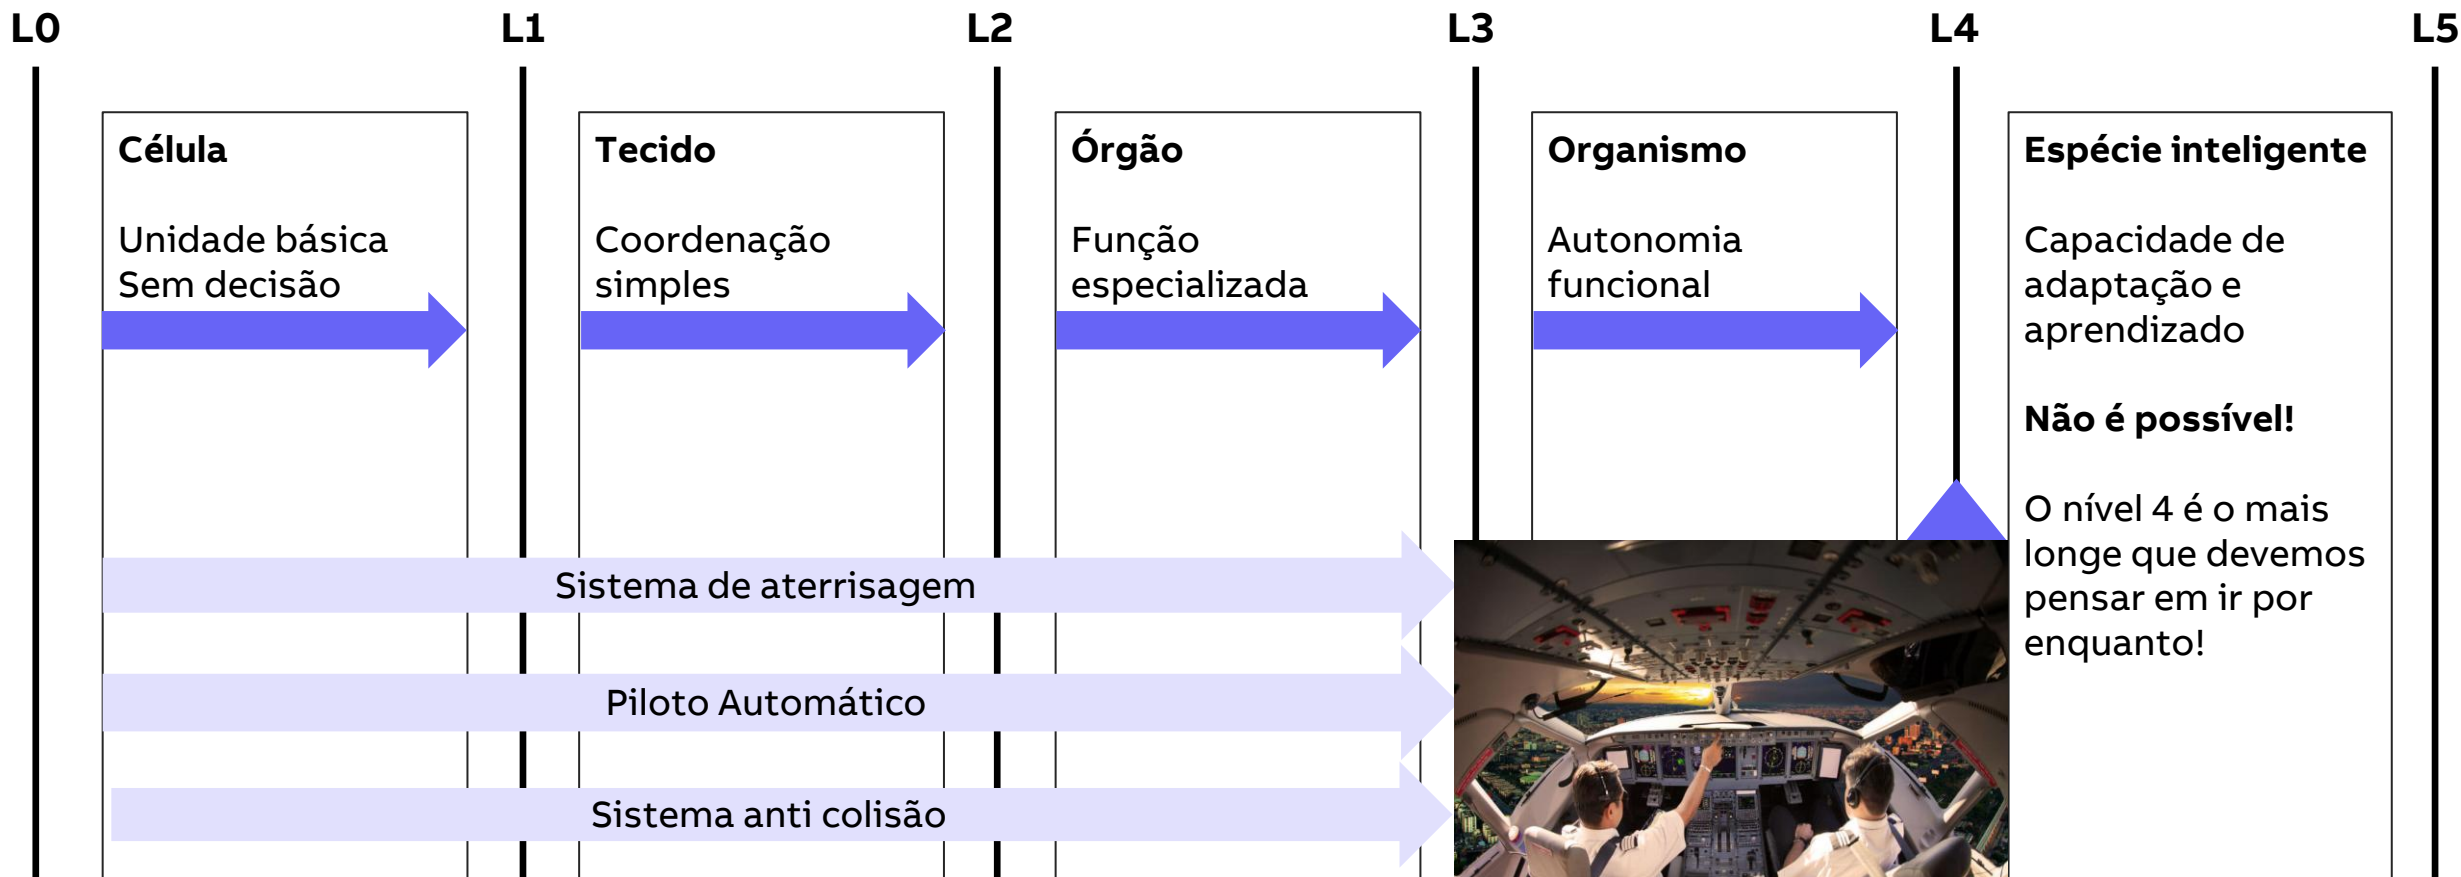 L0
L1
L2
L3
L4
L5
Célula
Unidade básica
Sem decisão
Tecido
Coordenação
simples
Órgão
Função
especializada
Organismo
Autonomia
funcional
Espécie inteligente
Capacidade de
adaptação e
aprendizado
Não é possível!
O nível 4 é o mais
longe que devemos
pensar em ir por
enquanto!
Sistema de aterrisagem
Piloto Automático
Sistema anti colisão